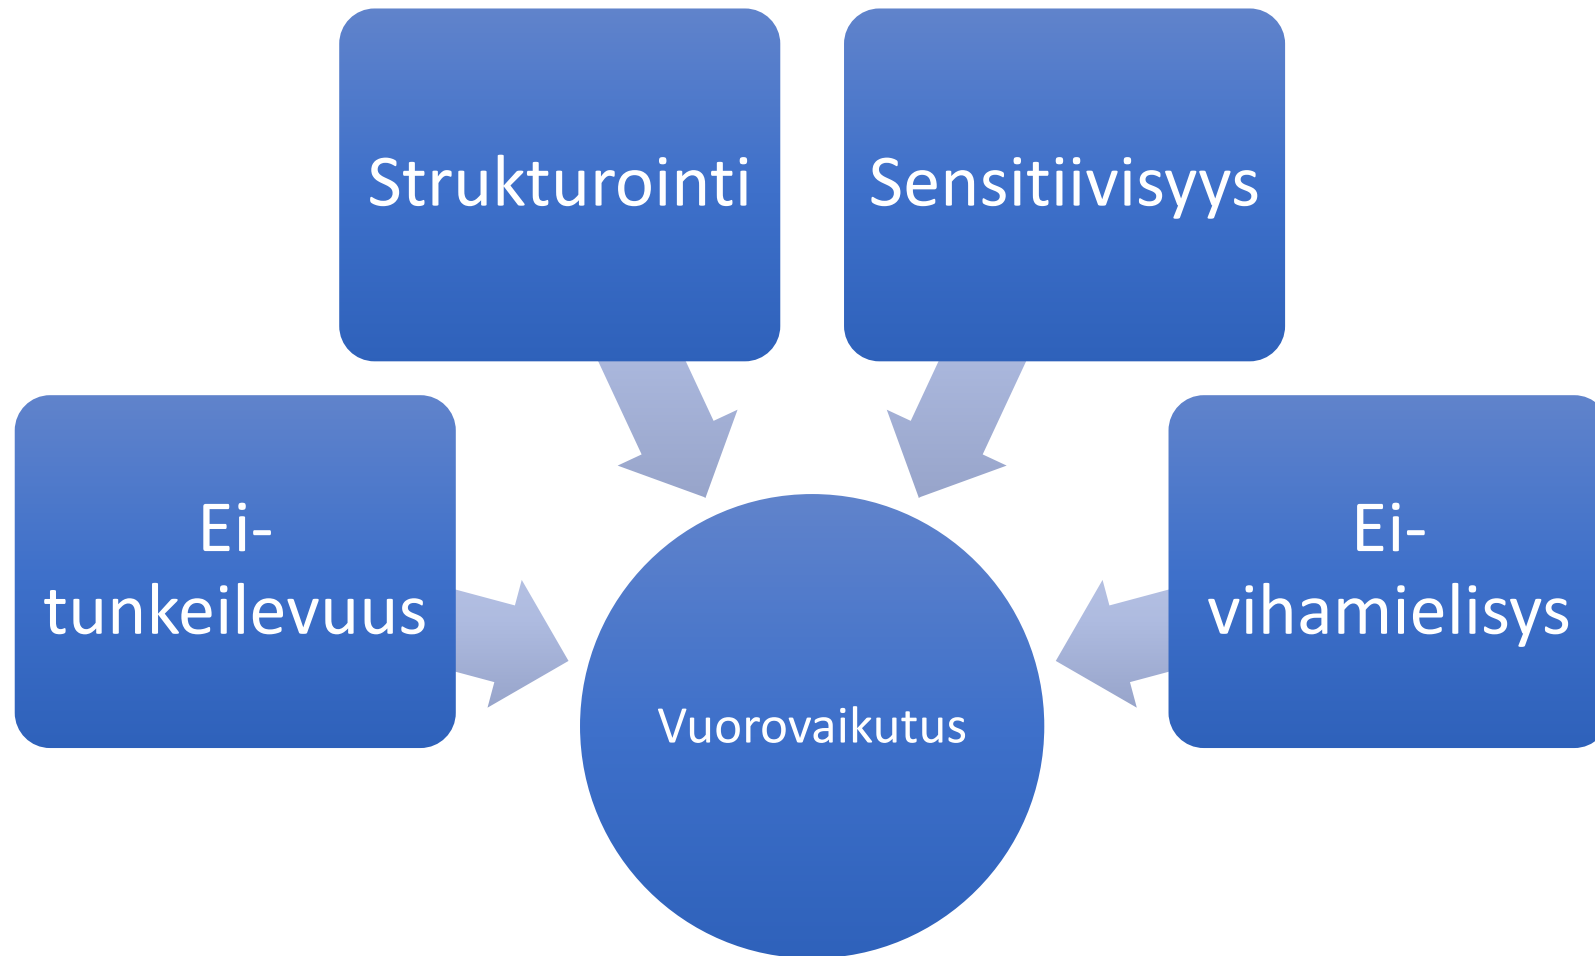 Strukturointi
Sensitiivisyys
Ei-
tunkeilevuus
Ei-
vihamielisys
Vuorovaikutus